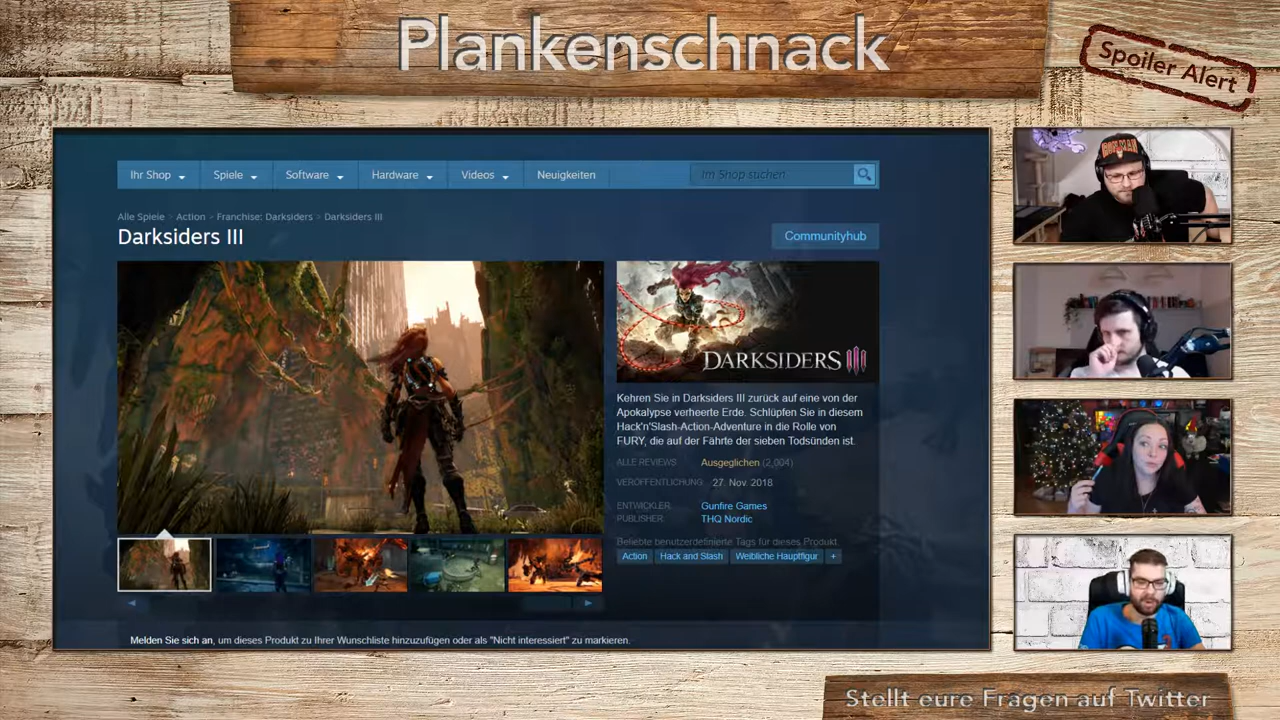 Plankenschnack
Spoiler Alert
Ihr Shop
Spiele
Software
Hardware
Videos
Neuigkeiten
Im Shop suchen
Alle Spiele > Action > Franchise: Darksiders > Darksiders III
Darksiders III
Communityhub
DARKSIDERS III
Kehren Sie in Darksiders III zurück auf eine von der
Apokalypse verheerte Erde. Schlüpfen Sie in diesem
Hack'n'Slash-Action-Adventure in die Rolle von
FURY, die auf der Fährte der sieben Todsünden ist.
ALLE REVIEWS: Ausgeglichen (2,004)
VERÖFFENTLICHUNG: 27. Nov. 2018
ENTWICKLER: Gunfire Games
PUBLISHER: THQ Nordic
Beliebte benutzerdefinierte Tags für dieses Produkt:
Action
Hack and Slash
Weibliche Hauptfigur
+
Melden Sie sich an, um dieses Produkt zu Ihrer Wunschliste hinzuzufügen oder als "Nicht interessiert" zu markieren.
Stellt eure Fragen auf Twitter